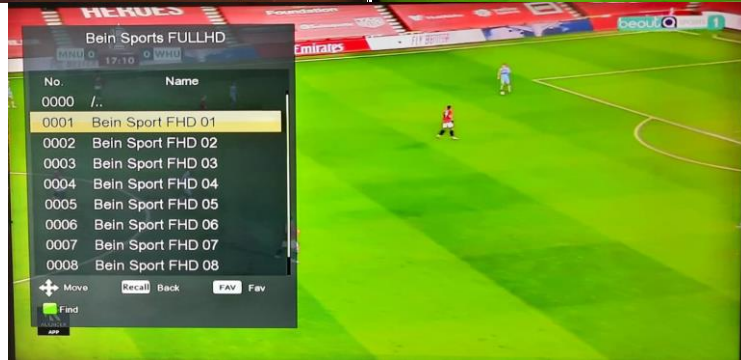 HEROES
Foundation
Emirates
FLY BETTER
beoutQ SPORTS 1
Bein Sports FULLHD
MNU 0 0 WHU
17:10
No. Name
0000 /..
0001 Bein Sport FHD 01
0002 Bein Sport FHD 02
0003 Bein Sport FHD 03
0004 Bein Sport FHD 04
0005 Bein Sport FHD 05
0006 Bein Sport FHD 06
0007 Bein Sport FHD 07
0008 Bein Sport FHD 08
Move Recall Back FAV Fav
Find
APP